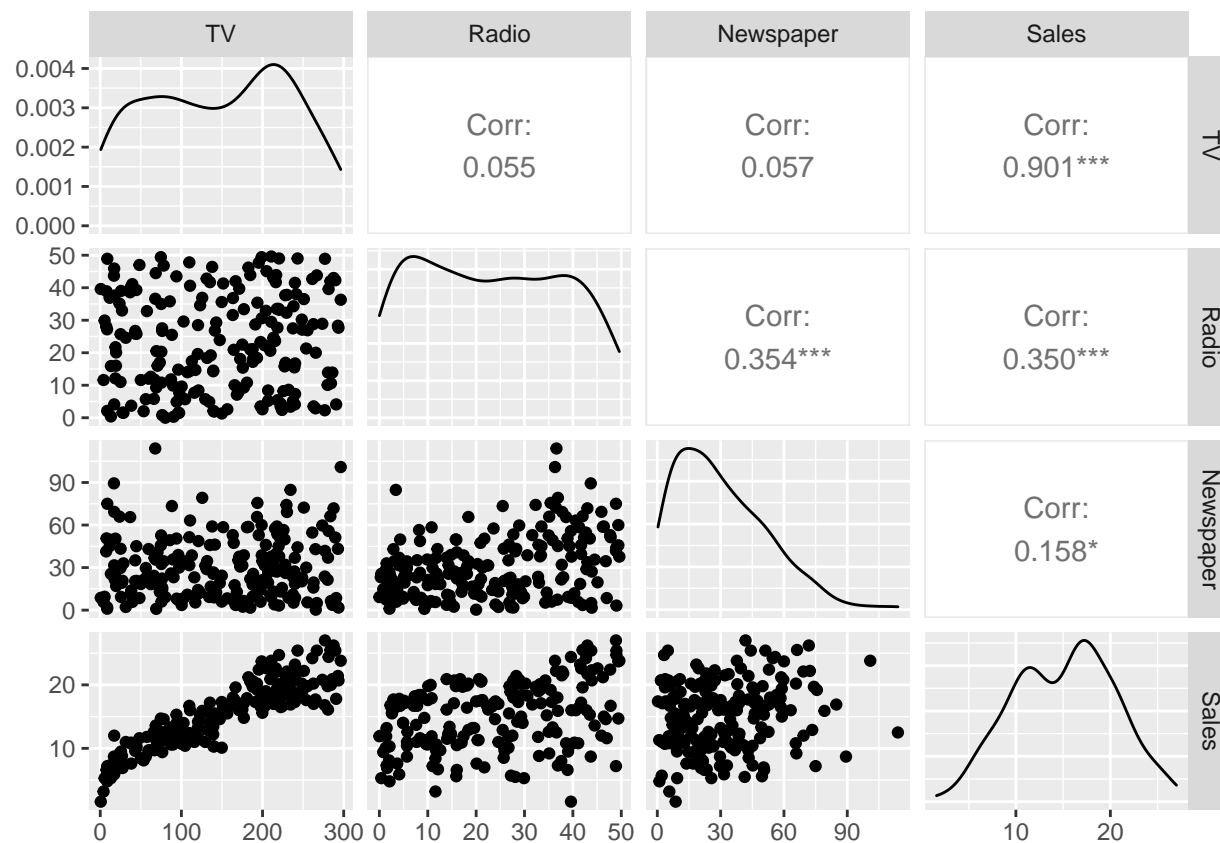 TV Radio Newspaper Sales
0.004
0.003
0.002
0.001
0.000
Corr:
0.055
Corr:
0.057
Corr:
0.901***
TV
50
40
30
20
10
0
Corr:
0.354***
Corr:
0.350***
Radio
90
60
30
0
Corr:
0.158*
Newspaper
20
10
Sales
0 100 200 300 0 10 20 30 40 50 0 30 60 90 10 20